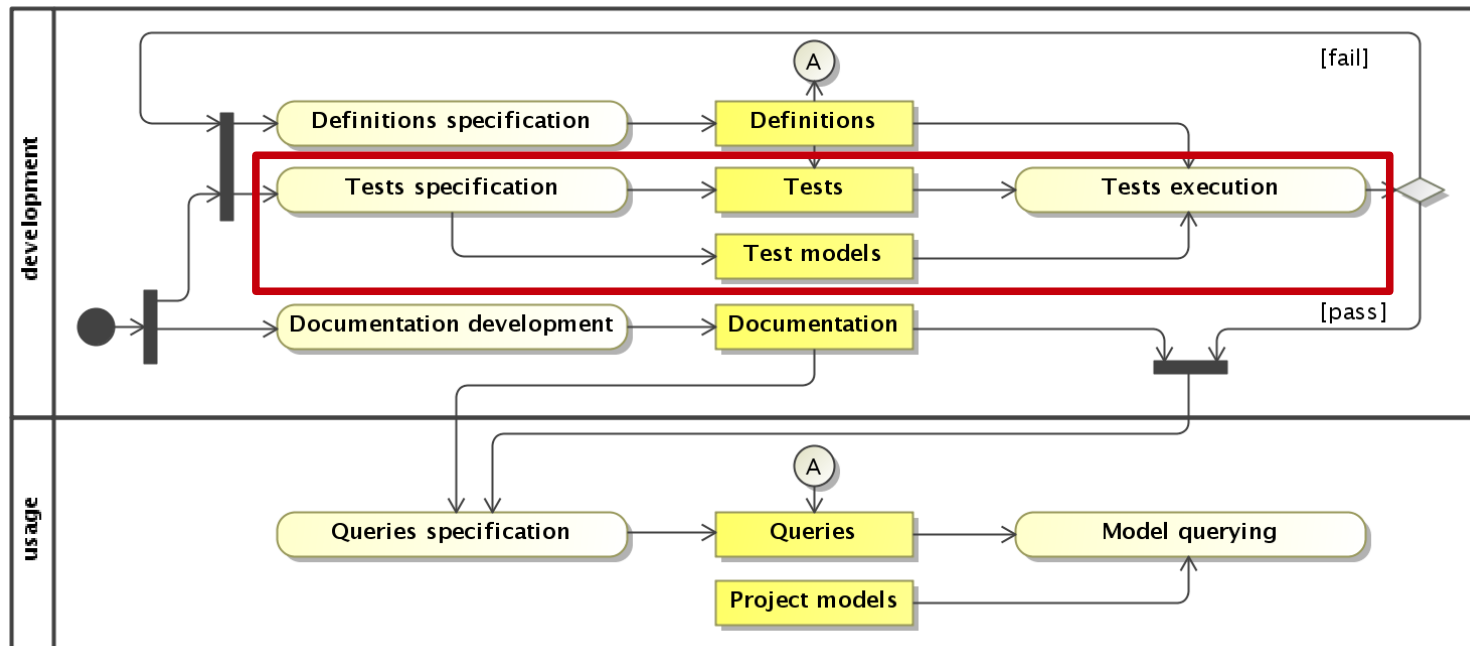 development
A
[fail]
Definitions specification
Definitions
Tests specification
Tests
Tests execution
Test models
Documentation development
Documentation
[pass]
usage
A
Queries specification
Queries
Model querying
Project models